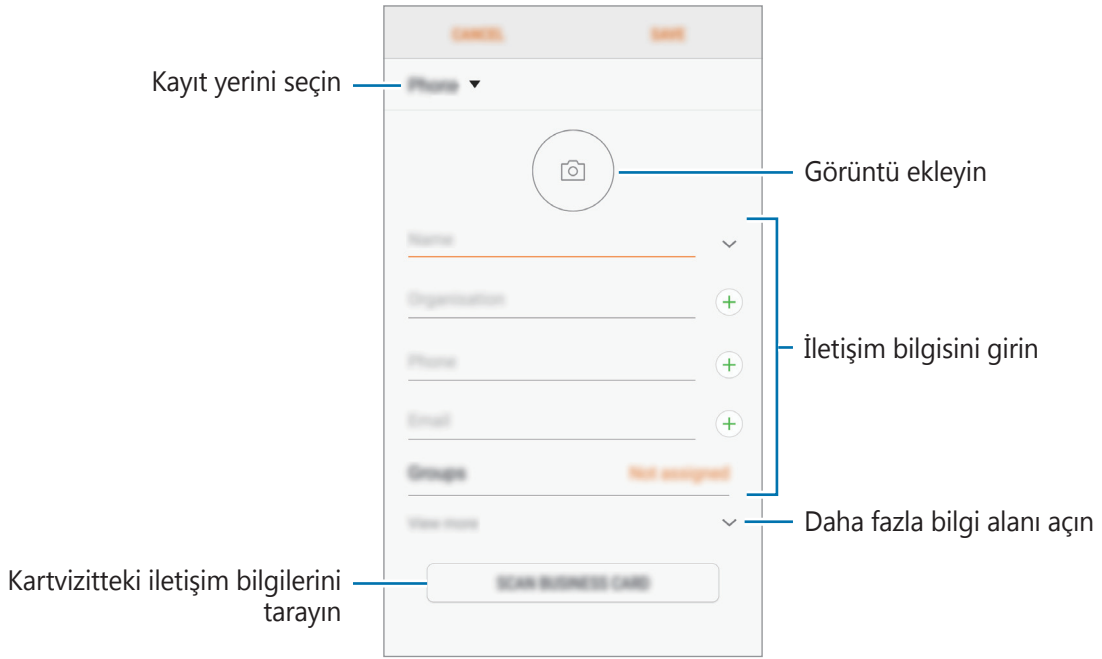 CANCEL SAVE
Kayıt yerini seçin
Phone
Görüntü ekleyin
Name
Organisation
Phone
İletişim bilgisini girin
Email
Groups Not assigned
View more
Daha fazla bilgi alanı açın
Kartvizitteki iletişim bilgilerini
tarayın
SCAN BUSINESS CARD